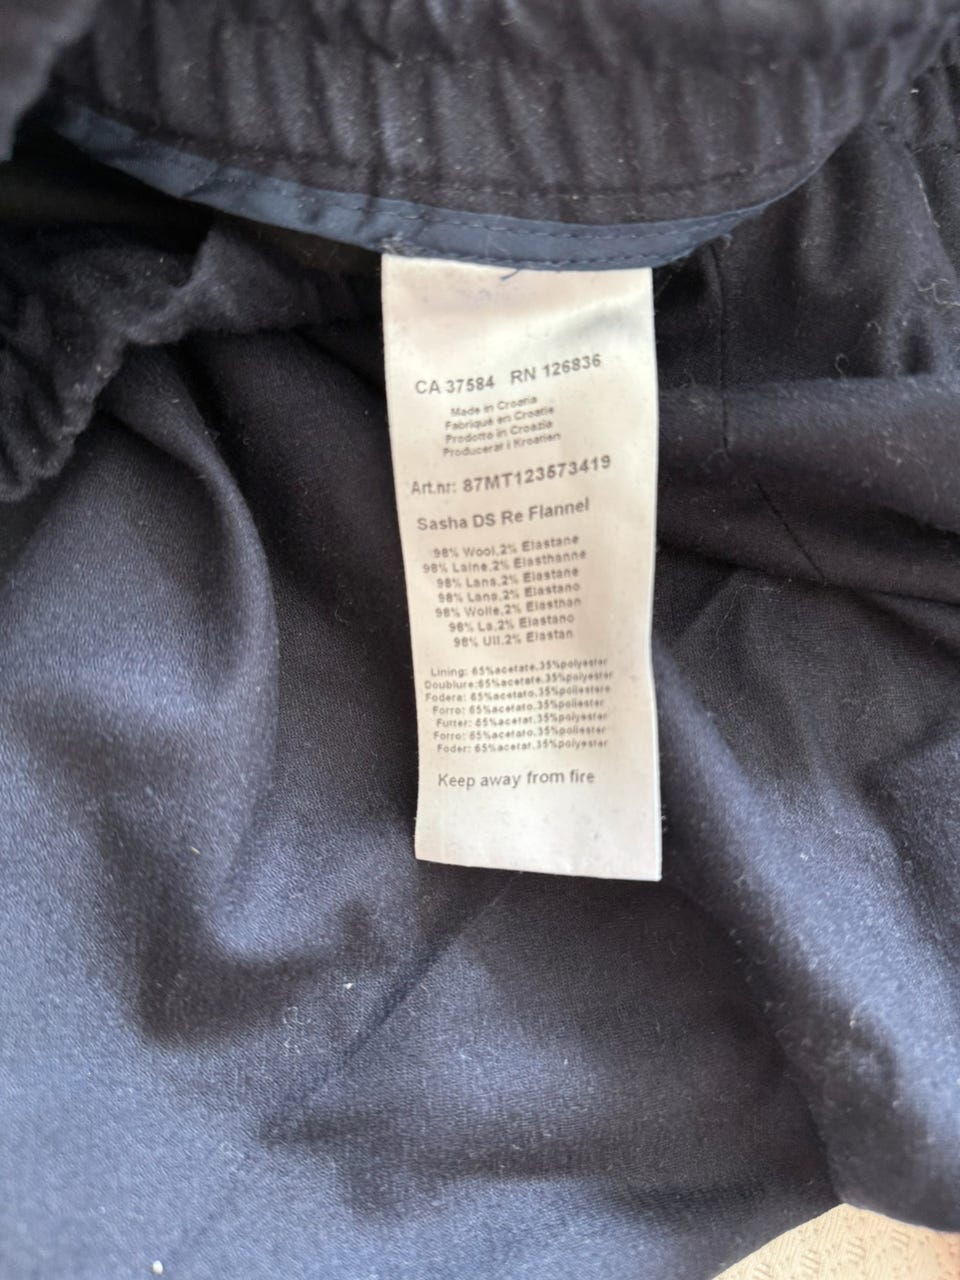 CA 37584 RN 126836
Made in Croatia
Fabriqué en Croatie
Prodotto in Croazia
Producerat i Kroatien
Art.nr: 87MT123573419
Sasha DS Re Flannel
98% Wool,2% Elastane
98% Laine,2% Elasthanne
98% Lana,2% Elastane
98% Lana,2% Elastano
98% Wolle,2% Elasthan
98% La,2% Elastano
98% Ull,2% Elastan
Lining: 65%acetate,35%polyester
Doublure:65%acetate,35%polyester
Fodera: 65%acetato,35%poliestere
Forro: 65%acetato,35%poliester
Futter: 65%acetat,35%polyester
Forro: 65%acetato,35%poliester
Foder: 65%acetat,35%polyester
Keep away from fire